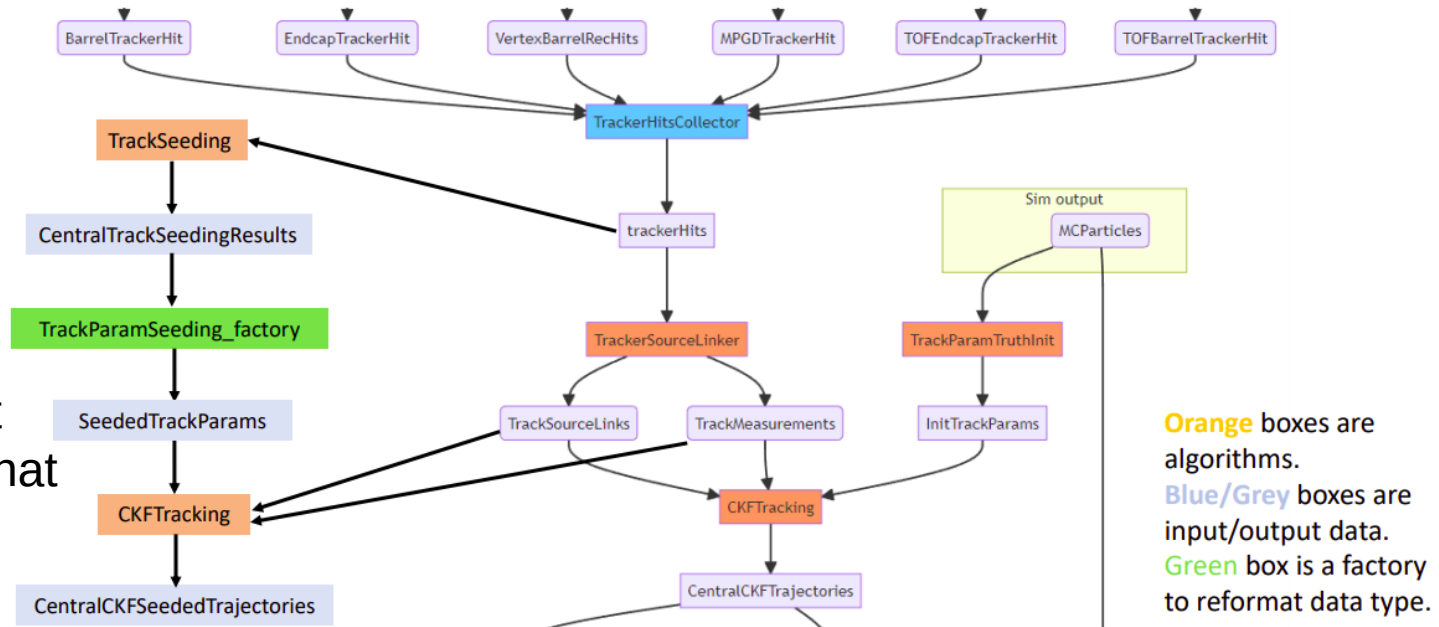 BarrelTrackerHit
EndcapTrackerHit
VertexBarrelRecHits
MPGDTrackerHit
TOFEndcapTrackerHit
TOFBarrelTrackerHit
TrackerHitsCollector
TrackSeeding
Sim output
CentralTrackSeedingResults
trackerHits
MCParticles
TrackParamSeeding_factory
TrackerSourceLinker
TrackParamTruthInit
SeededTrackParams
TrackSourceLinks
TrackMeasurements
InitTrackParams
CKFTracking
CKFTracking
CentralCKFSeededTrajectories
CentralCKFTrajectories
Orange boxes are
algorithms.
Blue/Grey boxes are
input/output data.
Green box is a factory
to reformat data type.